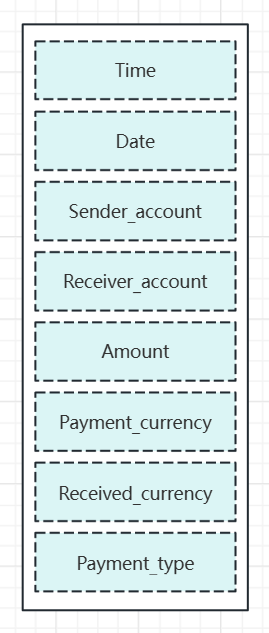 Time
Date
Sender_account
Receiver_account
Amount
Payment_currency
Received_currency
Payment_type